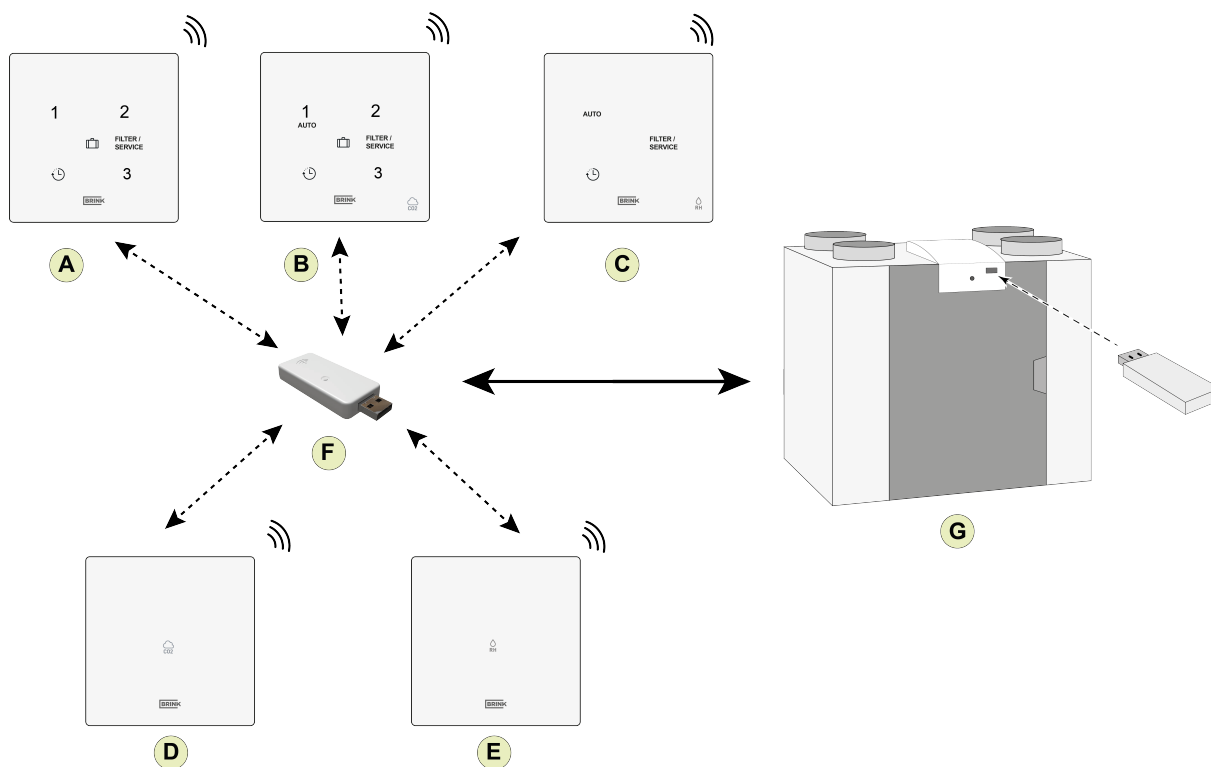 1 2
FILTER /
SERVICE
3
BRINK
A
1 2
AUTO
FILTER /
SERVICE
3
BRINK
CO2
B
AUTO
FILTER /
SERVICE
BRINK
RH
C
F
G
CO2
BRINK
D
RH
BRINK
E